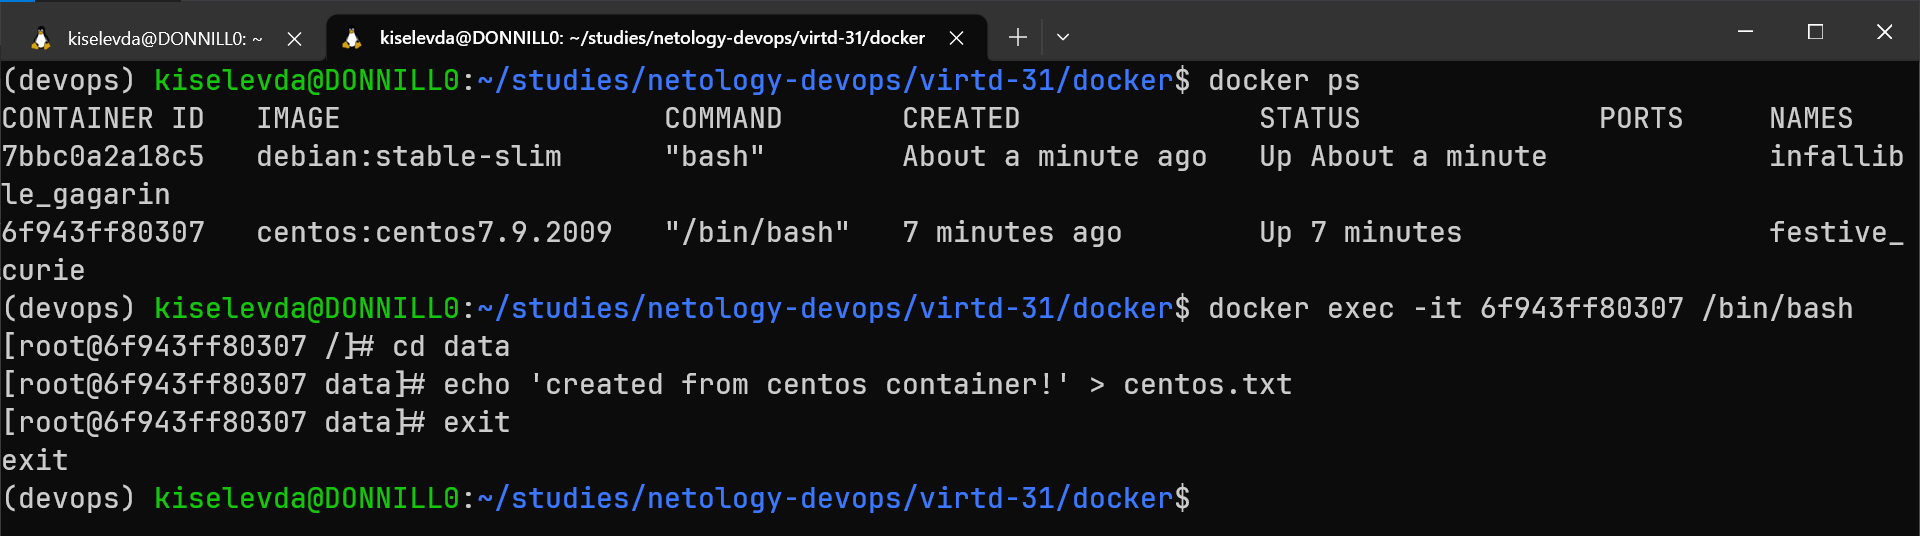 kiselevda@DONNILL0: ~
kiselevda@DONNILL0: ~/studies/netology-devops/virtd-31/docker
(devops) kiselevda@DONNILL0:~/studies/netology-devops/virtd-31/docker$ docker ps
CONTAINER ID   IMAGE                   COMMAND       CREATED              STATUS              PORTS     NAMES
7bbc0a2a18c5   debian:stable-slim      "bash"        About a minute ago   Up About a minute             infallib
le_gagarin
6f943ff80307   centos:centos7.9.2009   "/bin/bash"   7 minutes ago        Up 7 minutes                  festive_
curie
(devops) kiselevda@DONNILL0:~/studies/netology-devops/virtd-31/docker$ docker exec -it 6f943ff80307 /bin/bash
[root@6f943ff80307 /]# cd data
[root@6f943ff80307 data]# echo 'created from centos container!' > centos.txt
[root@6f943ff80307 data]# exit
exit
(devops) kiselevda@DONNILL0:~/studies/netology-devops/virtd-31/docker$